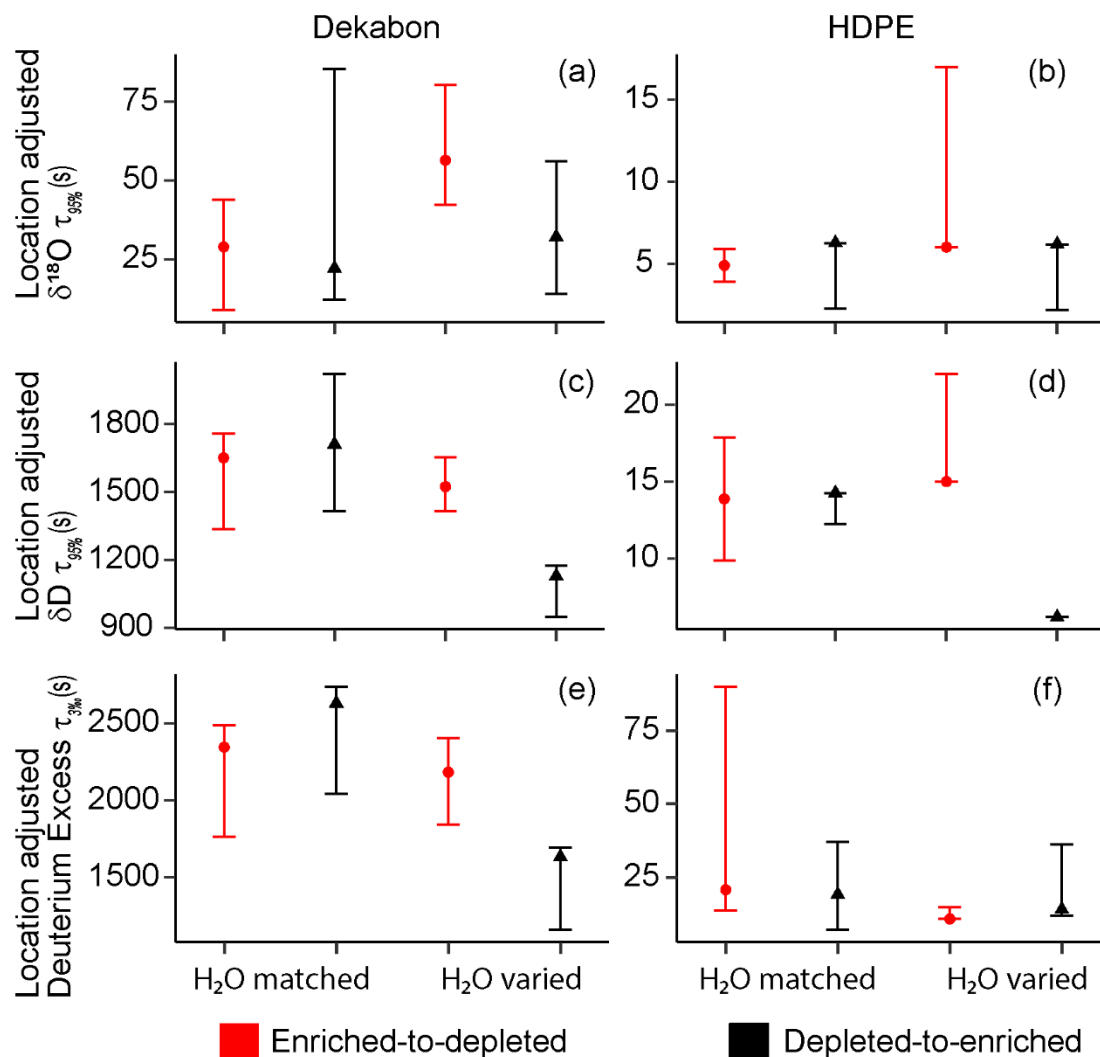 Dekabon
HDPE
Location adjusted
δ¹⁸O τ₉₅%(s)
75
50
25
(a)
15
10
5
(b)
Location adjusted
δD τ₉₅%(s)
1800
1500
1200
900
(c)
20
15
10
(d)
Location adjusted
Deuterium Excess τ₃‰(s)
2500
2000
1500
(e)
75
50
25
(f)
H₂O matched
H₂O varied
H₂O matched
H₂O varied
Enriched-to-depleted
Depleted-to-enriched